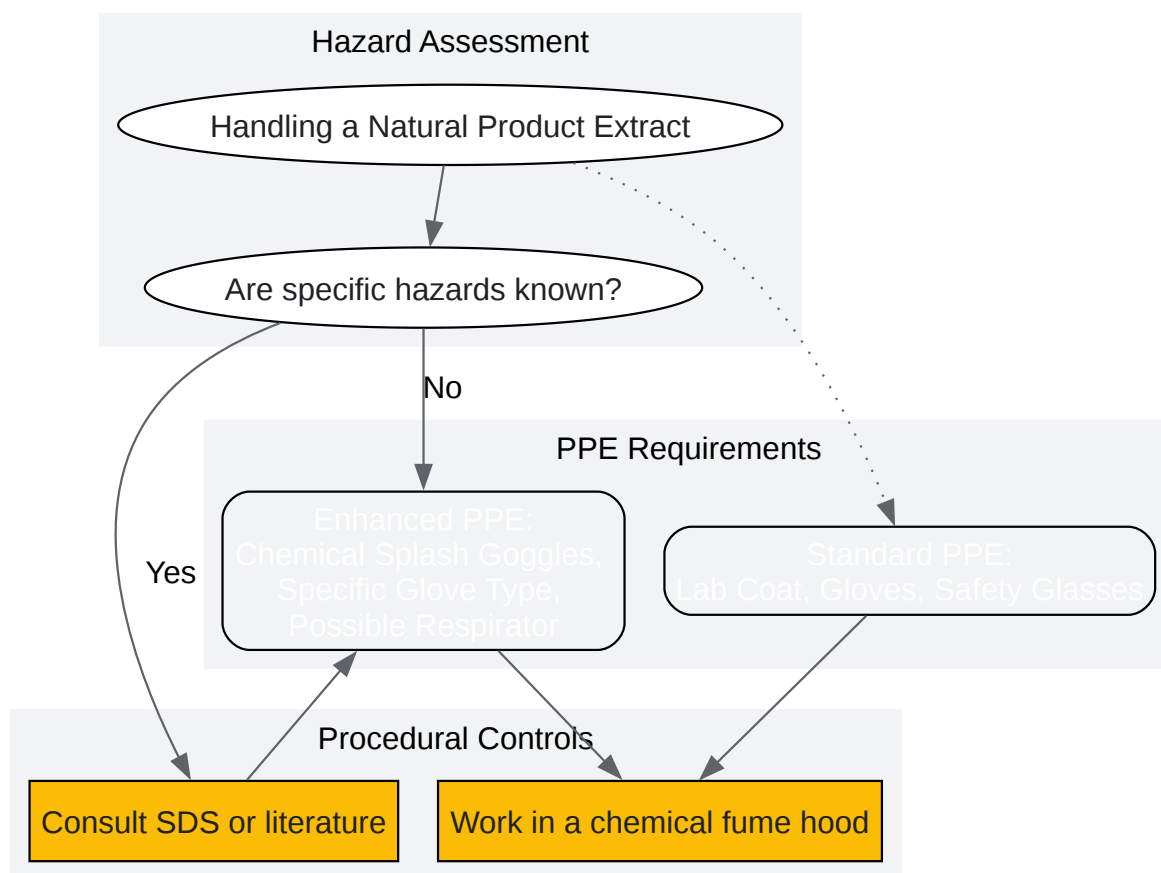 Hazard Assessment
Handling a Natural Product Extract
Are specific hazards known?
No
PPE Requirements
Enhanced PPE:
Chemical Splash Goggles,
Specific Glove Type,
Possible Respirator
Standard PPE:
Lab Coat, Gloves, Safety Glasses
Yes
Procedural Controls
Consult SDS or literature
Work in a chemical fume hood